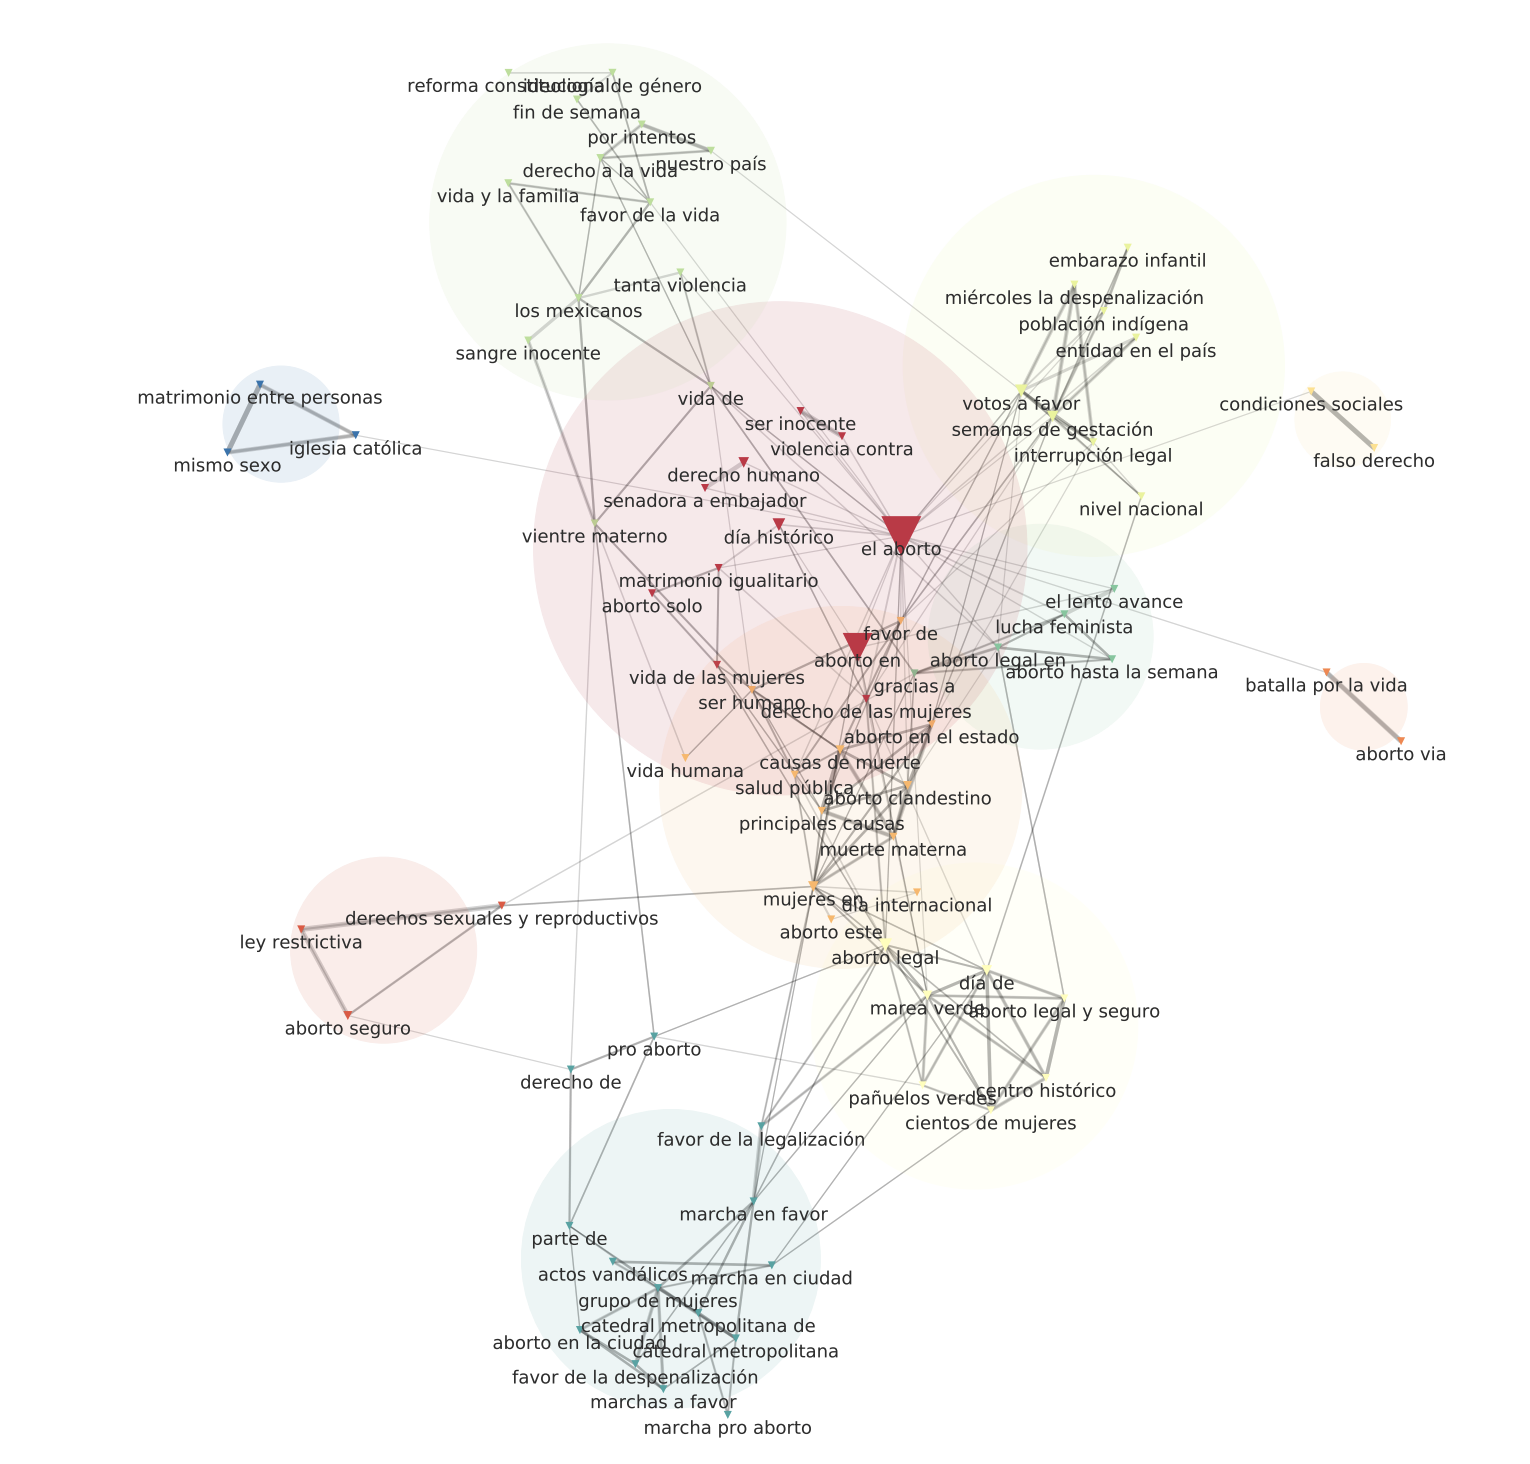 reforma constitucional
ideología de género
fin de semana
por intentos
nuestro país
derecho a la vida
vida y la familia
favor de la vida
embarazo infantil
tanta violencia
miércoles la despenalización
los mexicanos
población indígena
entidad en el país
sangre inocente
matrimonio entre personas
vida de
votos a favor
condiciones sociales
ser inocente
semanas de gestación
iglesia católica
violencia contra
interrupción legal
falso derecho
mismo sexo
derecho humano
senadora a embajador
nivel nacional
vientre materno
día histórico
el aborto
matrimonio igualitario
el lento avance
aborto solo
lucha feminista
favor de
aborto en
aborto legal en
aborto hasta la semana
vida de las mujeres
gracias a
batalla por la vida
ser humano
derecho de las mujeres
aborto en el estado
aborto via
causas de muerte
vida humana
salud pública
aborto clandestino
principales causas
muerte materna
mujeres en
día internacional
derechos sexuales y reproductivos
aborto este
ley restrictiva
aborto legal
día de
marea verde
aborto legal y seguro
aborto seguro
pro aborto
derecho de
centro histórico
pañuelos verdes
cientos de mujeres
favor de la legalización
marcha en favor
parte de
actos vandálicos
marcha en ciudad
grupo de mujeres
catedral metropolitana de
aborto en la ciudad
catedral metropolitana
favor de la despenalización
marchas a favor
marcha pro aborto